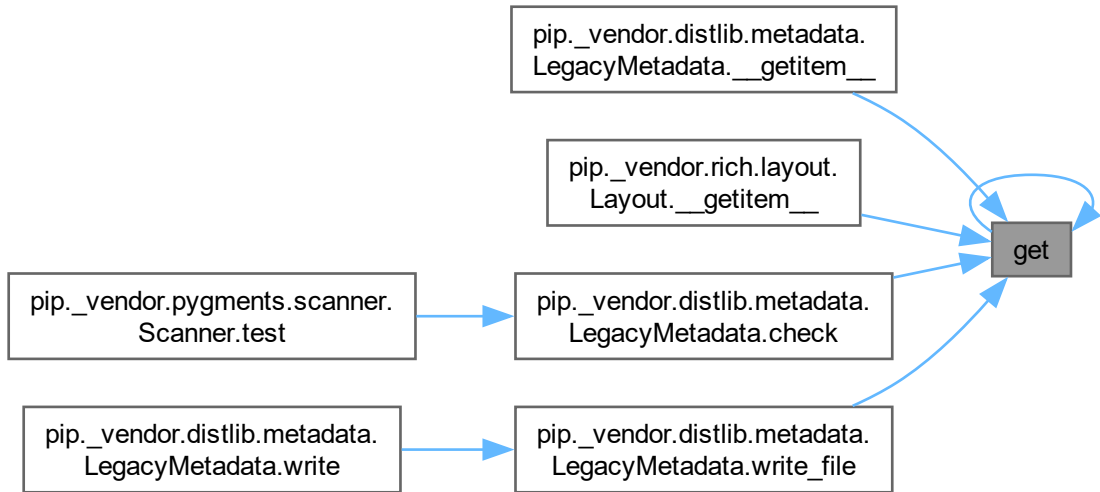 pip._vendor.distlib.metadata.
LegacyMetadata.__getitem__
pip._vendor.rich.layout.
Layout.__getitem__
get
pip._vendor.pygments.scanner.
Scanner.test
pip._vendor.distlib.metadata.
LegacyMetadata.check
pip._vendor.distlib.metadata.
LegacyMetadata.write
pip._vendor.distlib.metadata.
LegacyMetadata.write_file